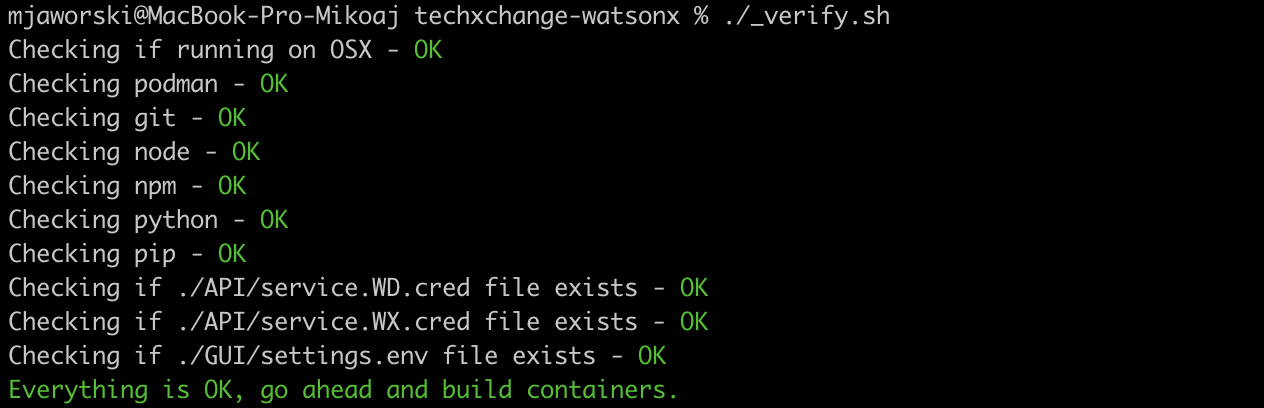 mjaworski@MacBook-Pro-Mikoaj techxchange-watsonx % ./_verify.sh
Checking if running on OSX - OK
Checking podman - OK
Checking git - OK
Checking node - OK
Checking npm - OK
Checking python - OK
Checking pip - OK
Checking if ./API/service.WD.cred file exists - OK
Checking if ./API/service.WX.cred file exists - OK
Checking if ./GUI/settings.env file exists - OK
Everything is OK, go ahead and build containers.